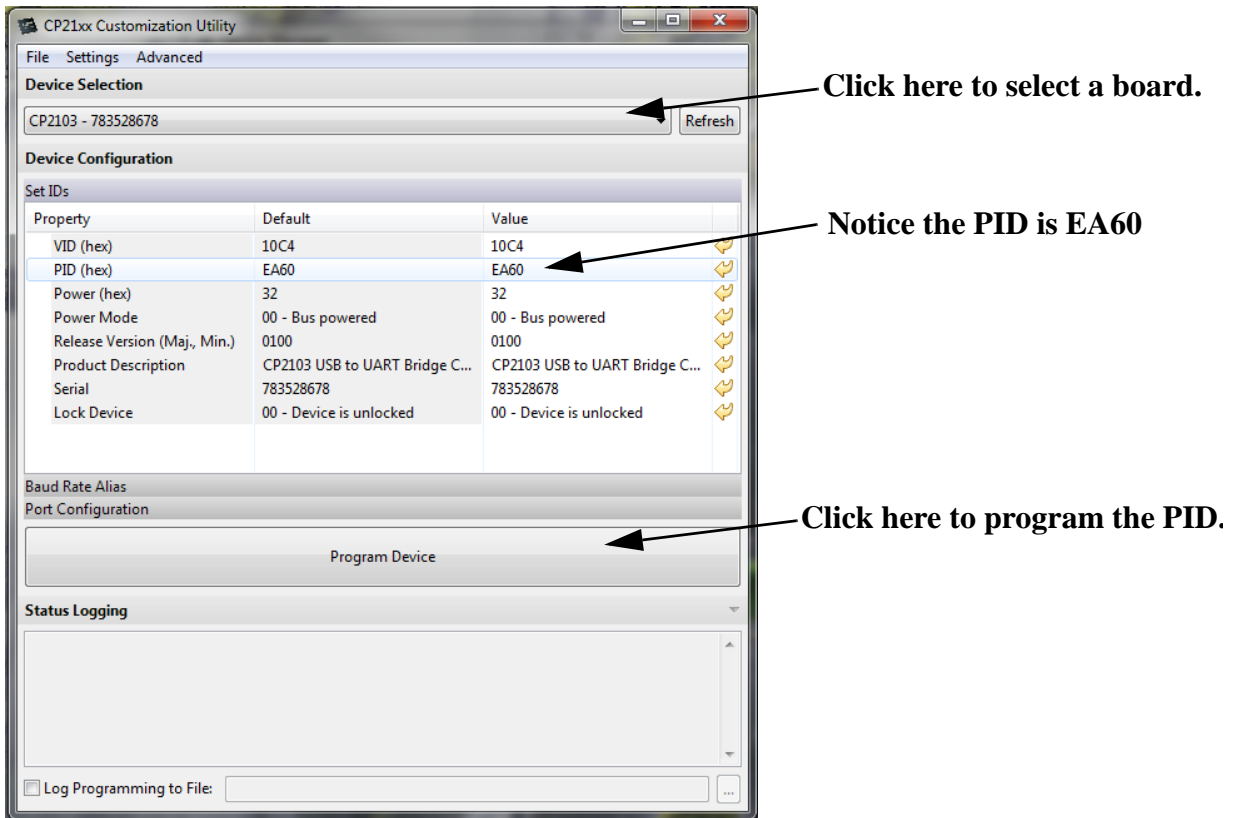 CP21xx Customization Utility
File Settings Advanced
Device Selection
Click here to select a board.
CP2103 - 783528678 Refresh
Device Configuration
Set IDs
Property Default Value
Notice the PID is EA60
VID (hex) 10C4 10C4
PID (hex) EA60 EA60
Power (hex) 32 32
Power Mode 00 - Bus powered 00 - Bus powered
Release Version (Maj., Min.) 0100 0100
Product Description CP2103 USB to UART Bridge C... CP2103 USB to UART Bridge C...
Serial 783528678 783528678
Lock Device 00 - Device is unlocked 00 - Device is unlocked
Baud Rate Alias
Port Configuration
Click here to program the PID.
Program Device
Status Logging
Log Programming to File: ...